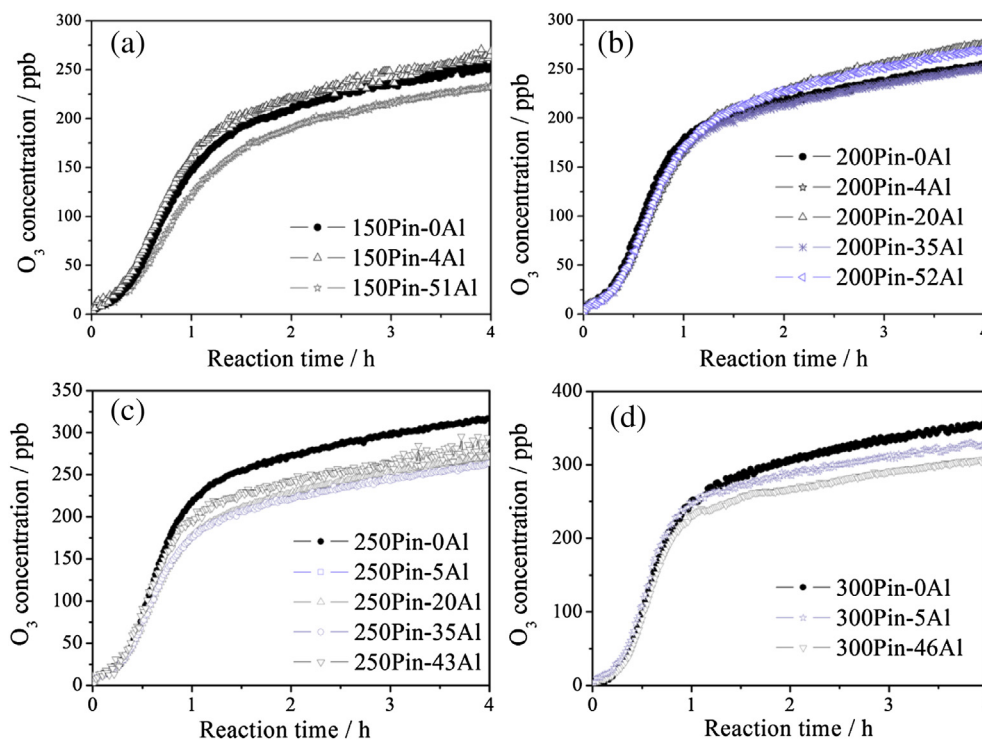 (a)
O3 concentration / ppb
300
250
200
150
100
50
0
150Pin-0Al
150Pin-4Al
150Pin-51Al
0 1 2 3 4
Reaction time / h
(b)
O3 concentration / ppb
300
250
200
150
100
50
0
200Pin-0Al
200Pin-4Al
200Pin-20Al
200Pin-35Al
200Pin-52Al
0 1 2 3 4
Reaction time / h
(c)
O3 concentration / ppb
350
300
250
200
150
100
50
0
250Pin-0Al
250Pin-5Al
250Pin-20Al
250Pin-35Al
250Pin-43Al
0 1 2 3 4
Reaction time / h
(d)
O3 concentration / ppb
400
300
200
100
0
300Pin-0Al
300Pin-5Al
300Pin-46Al
0 1 2 3
Reaction time / h